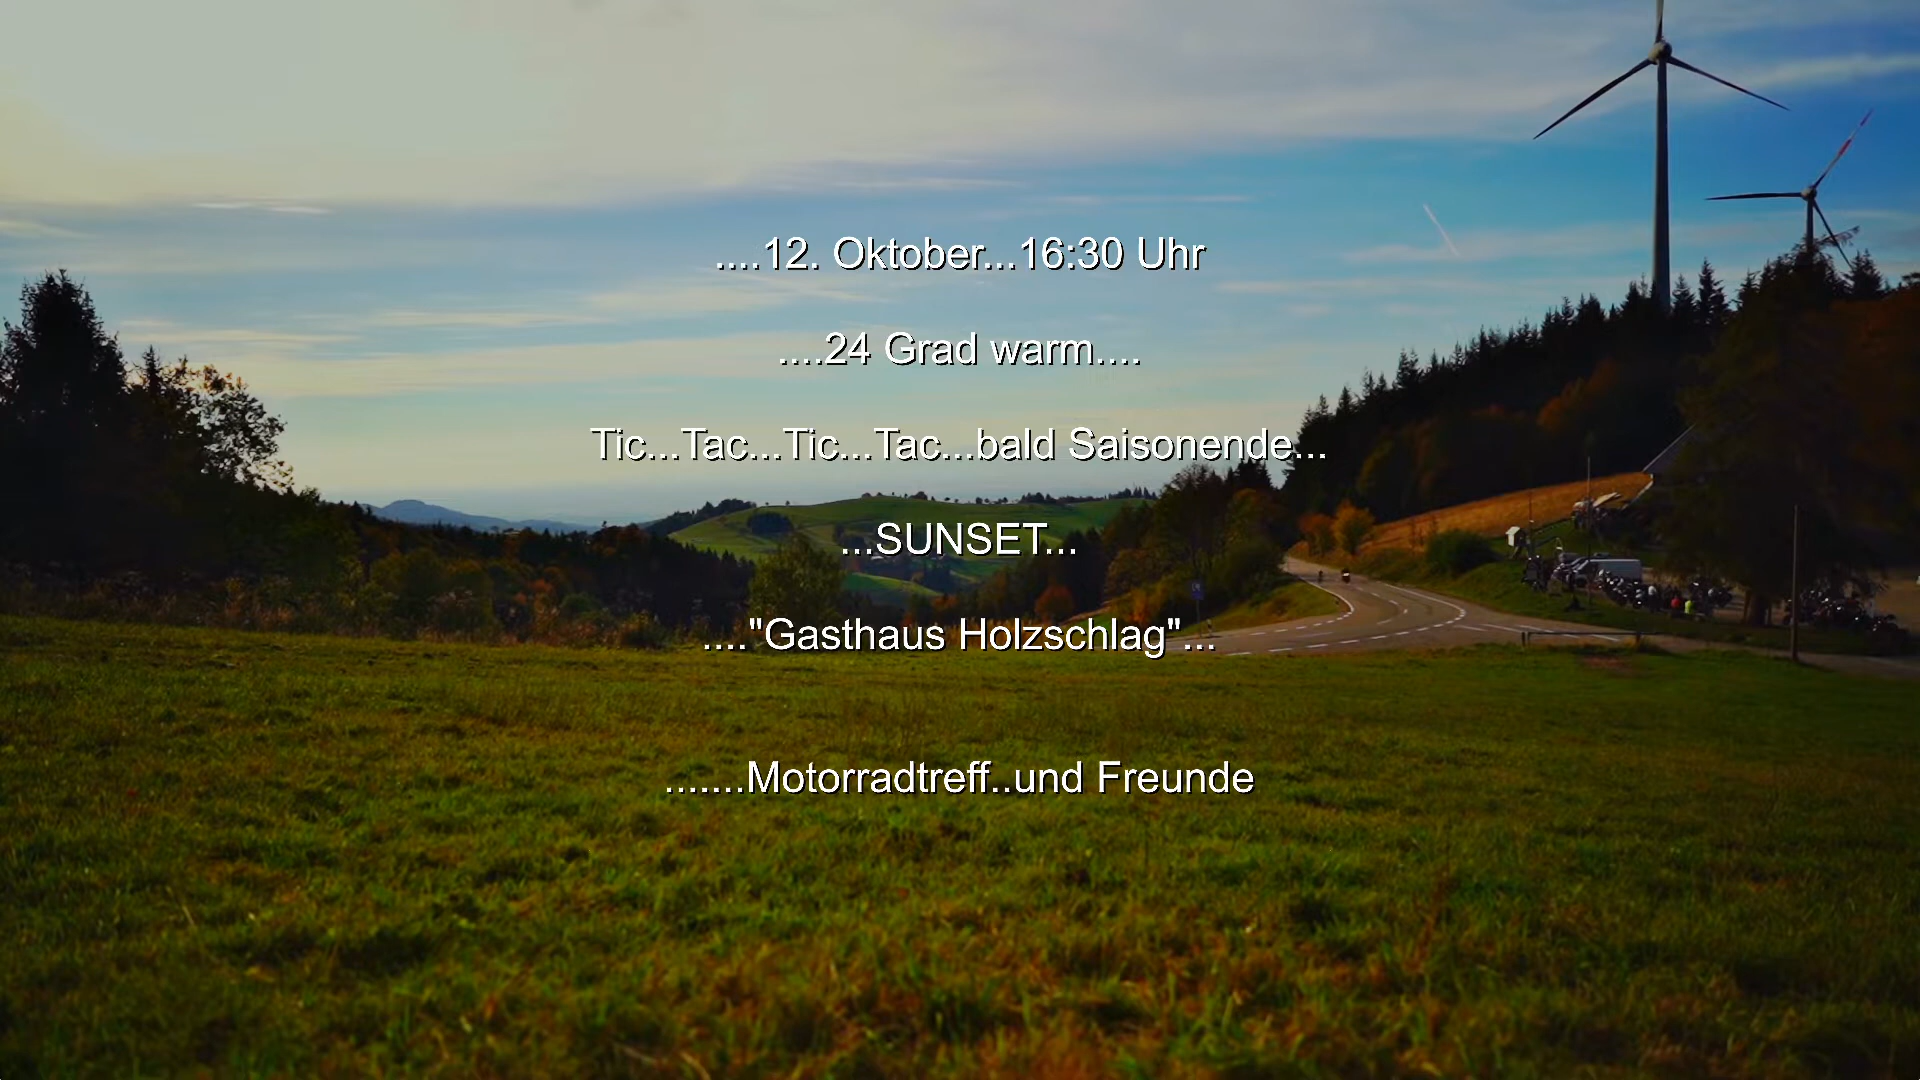 ....12. Oktober...16:30 Uhr
....24 Grad warm....
Tic...Tac...Tic...Tac...bald Saisonende...
...SUNSET...
...."Gasthaus Holzschlag"...
.......Motorradtreff..und Freunde